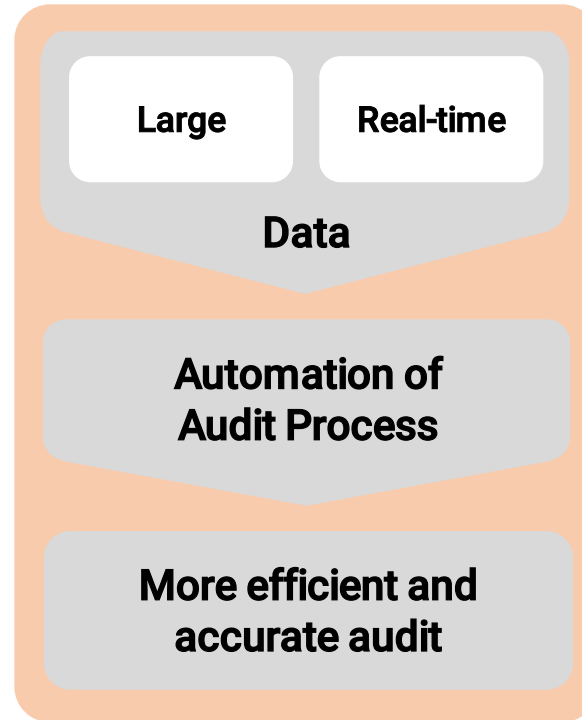 Large
Real-time
Data
Automation of
Audit Process
More efficient and
accurate audit